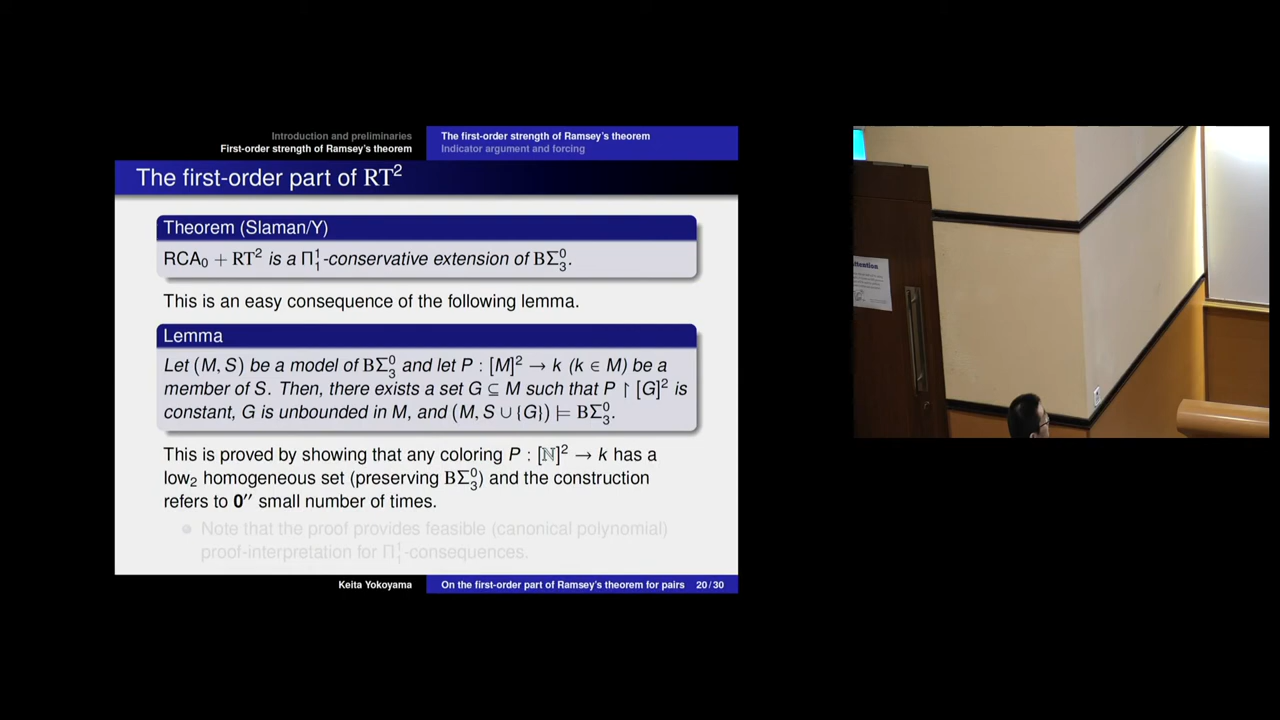 Introduction and preliminaries
First-order strength of Ramsey's theorem
The first-order strength of Ramsey's theorem
Indicator argument and forcing
The first-order part of RT²
Theorem (Slaman/Y)
RCA₀ + RT² is a Π¹₁-conservative extension of BΣ⁰₃.
This is an easy consequence of the following lemma.
Lemma
Let (M, S) be a model of BΣ⁰₃ and let P : [M]² → k (k ∈ M) be a
member of S. Then, there exists a set G ⊆ M such that P ↾ [G]² is
constant, G is unbounded in M, and (M, S ∪ {G}) ⊨ BΣ⁰₃.
This is proved by showing that any coloring P : [ℕ]² → k has a
low₂ homogeneous set (preserving BΣ⁰₃) and the construction
refers to 0′′ small number of times.
Note that the proof provides feasible (canonical polynomial)
proof-interpretation for Π¹₁-consequences.
Keita Yokoyama
On the first-order part of Ramsey's theorem for pairs
20/30